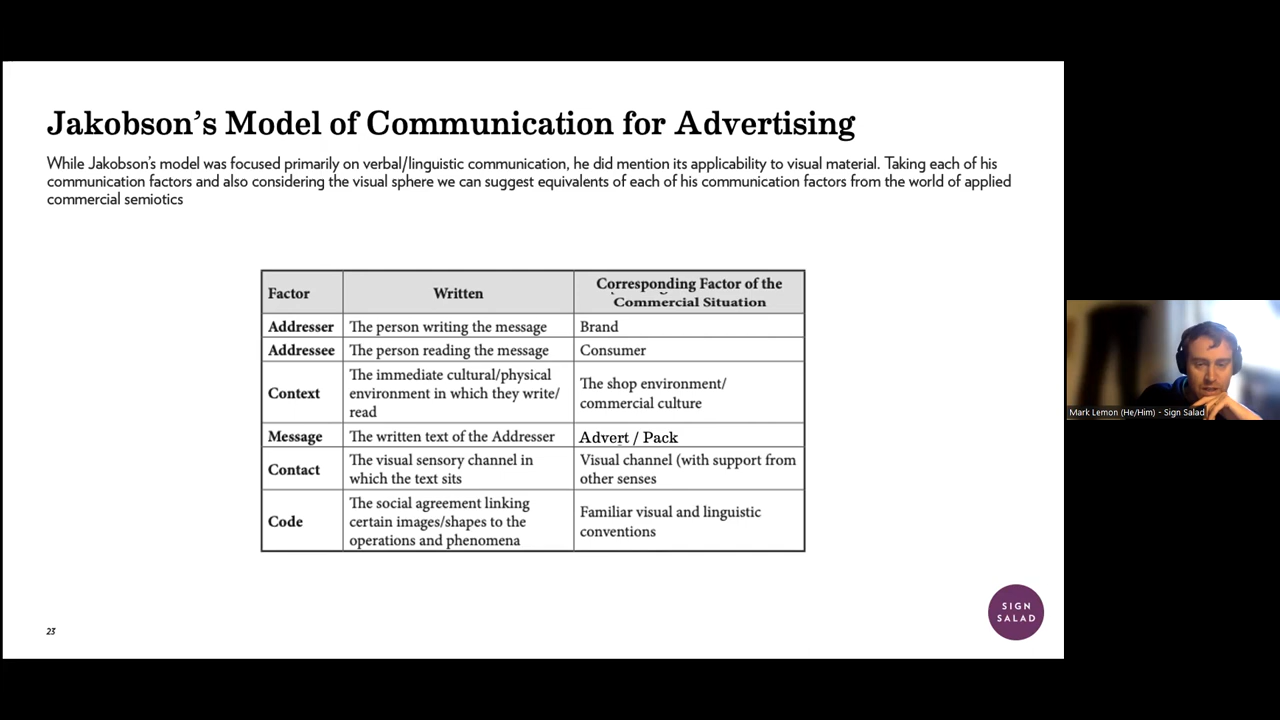 Jakobson's Model of Communication for Advertising
While Jakobson's model was focused primarily on verbal/linguistic communication, he did mention its applicability to visual material. Taking each of his
communication factors and also considering the visual sphere we can suggest equivalents of each of his communication factors from the world of applied
commercial semiotics
Factor
Written
Corresponding Factor of the
Commercial Situation
Addresser
The person writing the message
Brand
Addressee
The person reading the message
Consumer
Context
The immediate cultural/physical
environment in which they write/
read
The shop environment/
commercial culture
Message
The written text of the Addresser
Advert / Pack
Contact
The visual sensory channel in
which the text sits
Visual channel (with support from
other senses
Code
The social agreement linking
certain images/shapes to the
operations and phenomena
Familiar visual and linguistic
conventions
23
SIGN
SALAD
Mark Lemon (He/Him) - Sign Salad